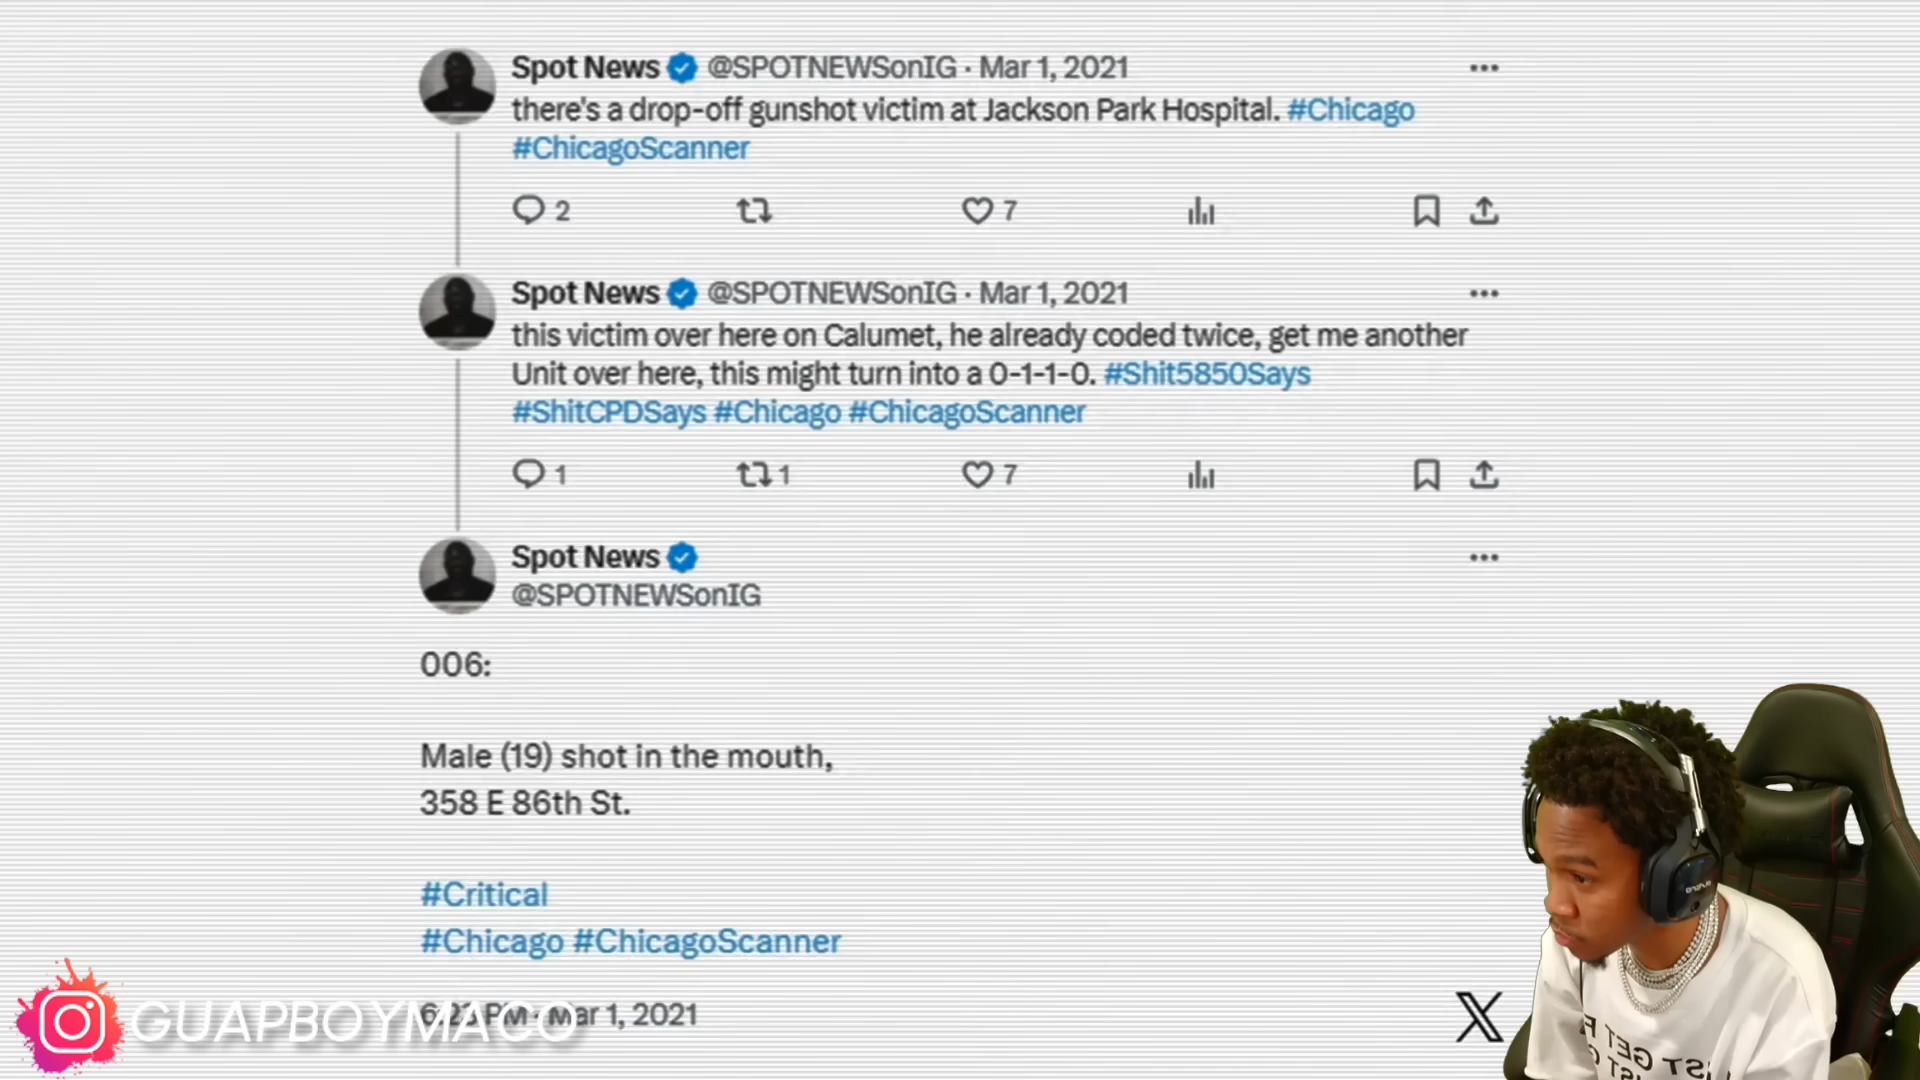 Spot News @SPOTNEWSonIG · Mar 1, 2021
there's a drop-off gunshot victim at Jackson Park Hospital. #Chicago
#ChicagoScanner
2 7
Spot News @SPOTNEWSonIG · Mar 1, 2021
this victim over here on Calumet, he already coded twice, get me another
Unit over here, this might turn into a 0-1-1-0. #Shit5850Says
#ShitCPDSays #Chicago #ChicagoScanner
1 1 7
Spot News
@SPOTNEWSonIG
006:
Male (19) shot in the mouth,
358 E 86th St.
#Critical
#Chicago #ChicagoScanner
6:23 PM · Mar 1, 2021
GUAPBOYMACO